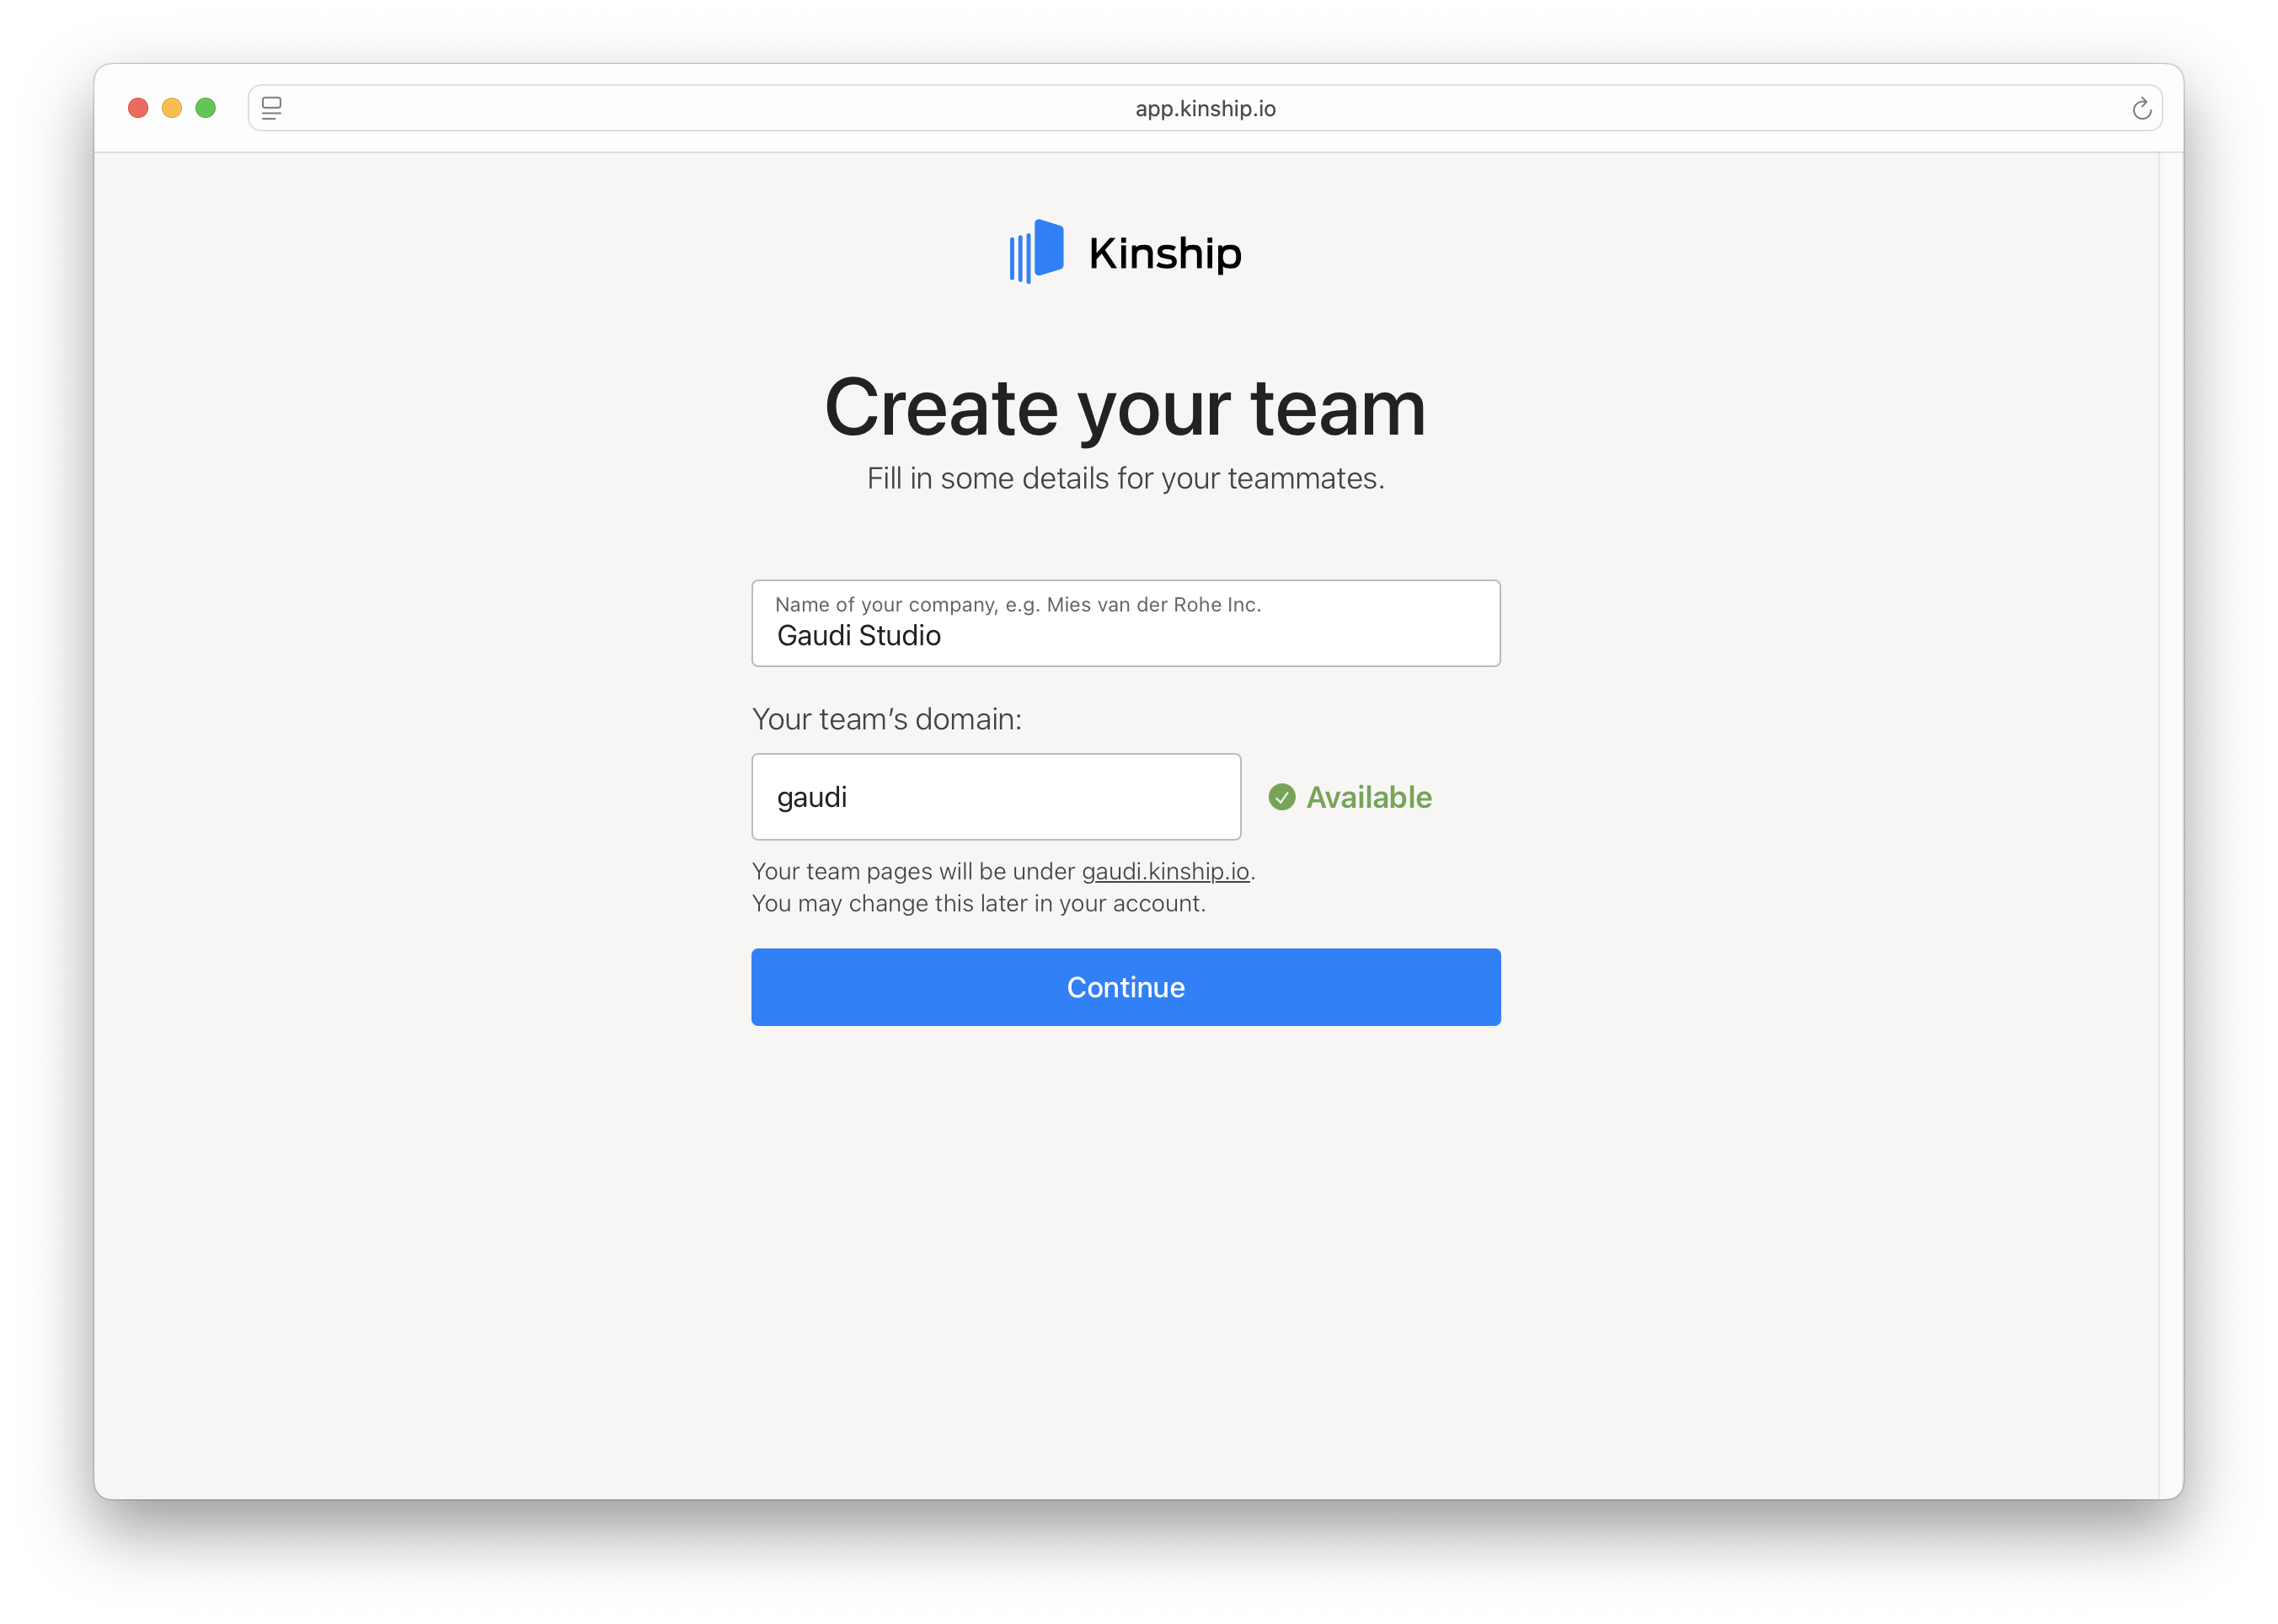 app.kinship.io
Kinship
Create your team
Fill in some details for your teammates.
Name of your company, e.g. Mies van der Rohe Inc.
Gaudi Studio
Your team’s domain:
gaudi
Available
Your team pages will be under gaudi.kinship.io.
You may change this later in your account.
Continue